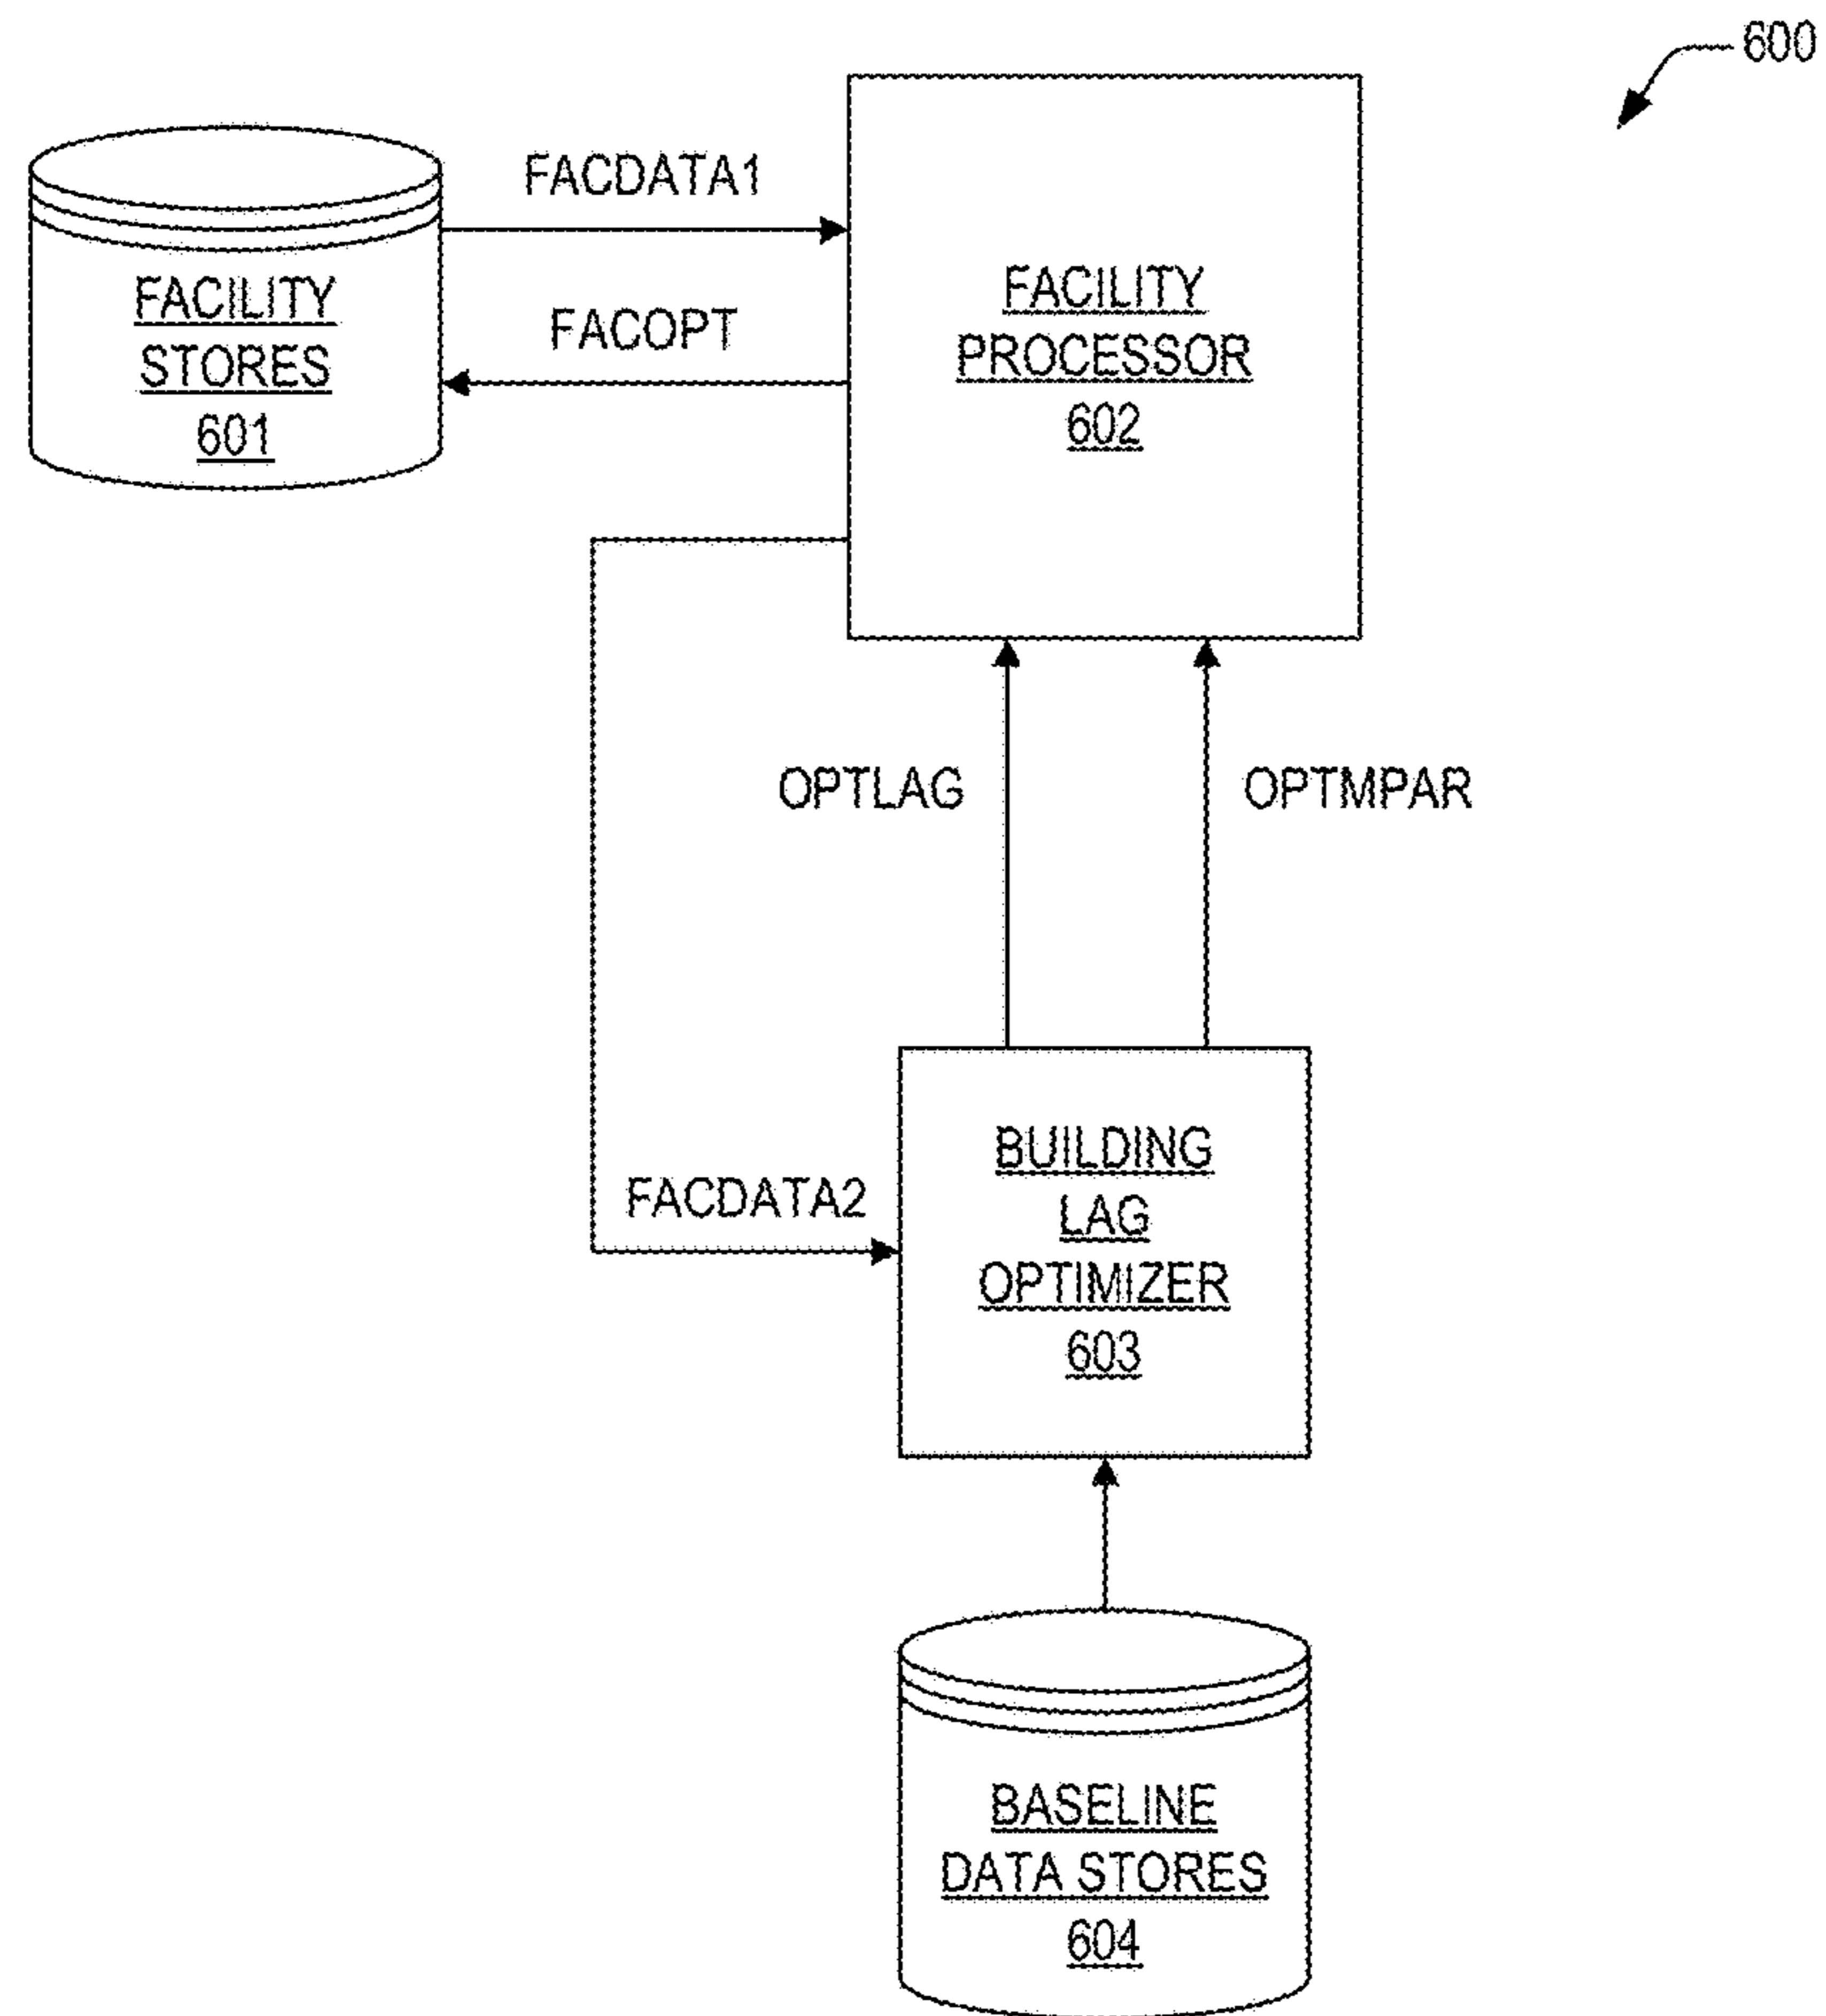 600
FACDATA1
FACOPT
FACILITY
STORES
601
FACILITY
PROCESSOR
602
OPTLAG
OPTMPAR
FACDATA2
BUILDING
LAG
OPTIMIZER
603
BASELINE
DATA STORES
604